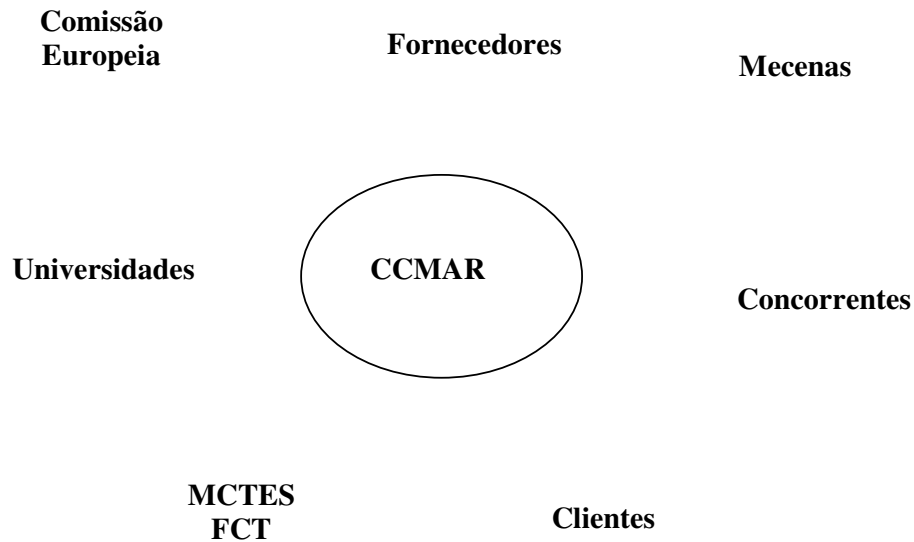 Comissão
Europeia
Fornecedores
Mecenas
Universidades
CCMAR
Concorrentes
MCTES
FCT
Clientes